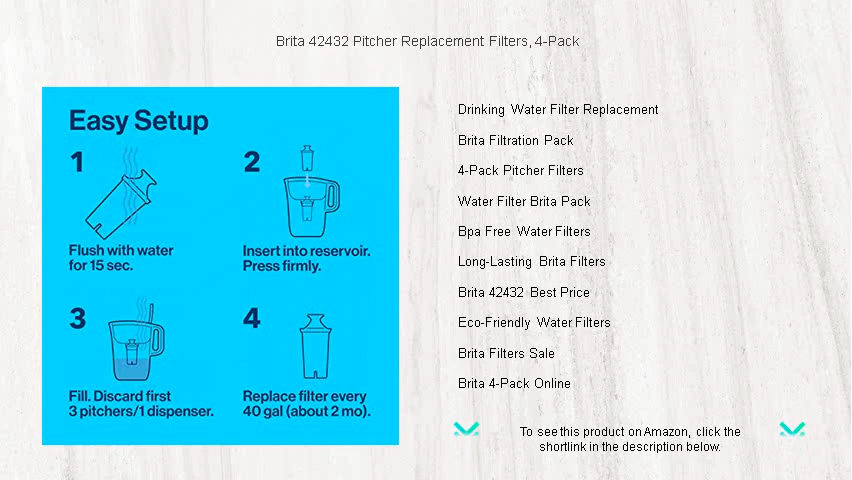 Brita 42432 Pitcher Replacement Filters, 4-Pack
Easy Setup
1
Flush with water
for 15 sec.
2
Insert into reservoir.
Press firmly.
3
Fill. Discard first
3 pitchers/1 dispenser.
4
Replace filter every
40 gal (about 2 mo).
Drinking Water Filter Replacement
Brita Filtration Pack
4-Pack Pitcher Filters
Water Filter Brita Pack
Bpa Free Water Filters
Long-Lasting Brita Filters
Brita 42432 Best Price
Eco-Friendly Water Filters
Brita Filters Sale
Brita 4-Pack Online
To see this product on Amazon, click the
shortlink in the description below.